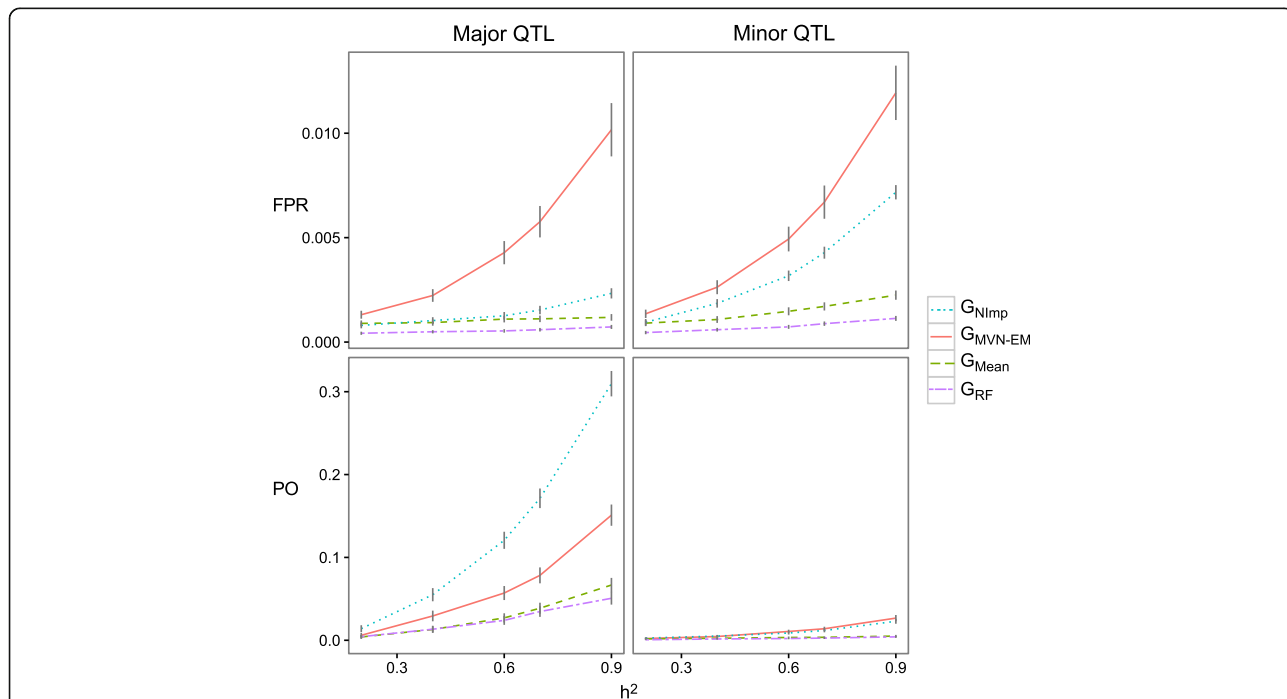 Major QTL
Minor QTL
FPR
0.010
0.005
0.000
PO
0.3
0.2
0.1
0.0
0.3
0.6
0.9
0.3
0.6
0.9
h²
G_NImp
G_MVN-EM
G_Mean
G_RF